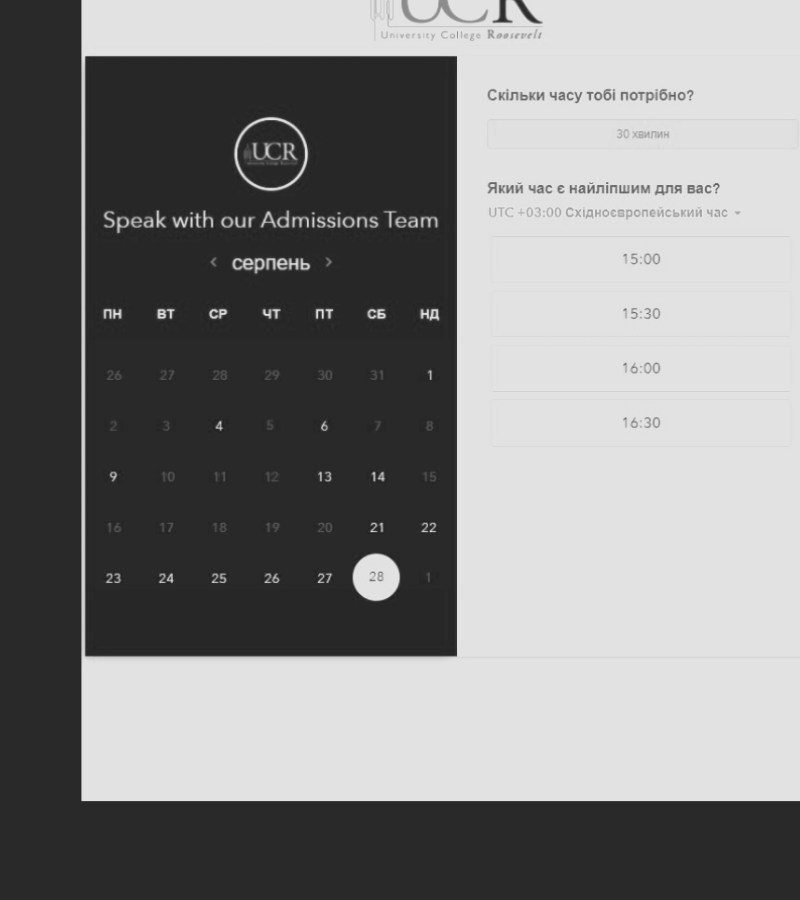 UCR
University College Roosevelt
UCR
Speak with our Admissions Team
< серпень >
ПН ВТ СР ЧТ ПТ СБ НД
26 27 28 29 30 31 1
2 3 4 5 6 7 8
9 10 11 12 13 14 15
16 17 18 19 20 21 22
23 24 25 26 27 28 1
Скільки часу тобі потрібно?
30 хвилин
Який час є найліпшим для вас?
UTC +03:00 Східноєвропейський час
15:00
15:30
16:00
16:30